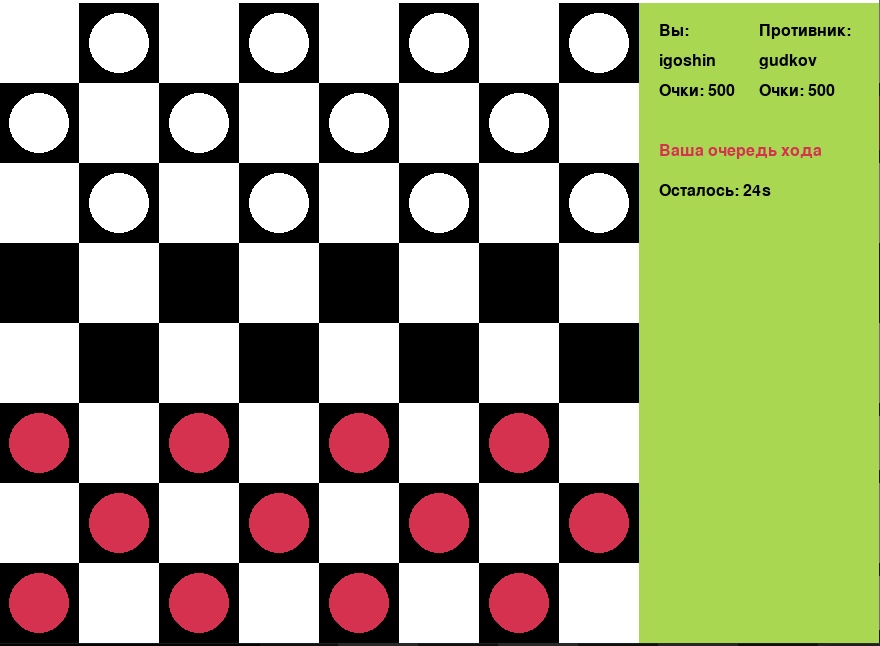 Вы: Противник:
igoshin gudkov
Очки: 500 Очки: 500
Ваша очередь хода
Осталось: 24s